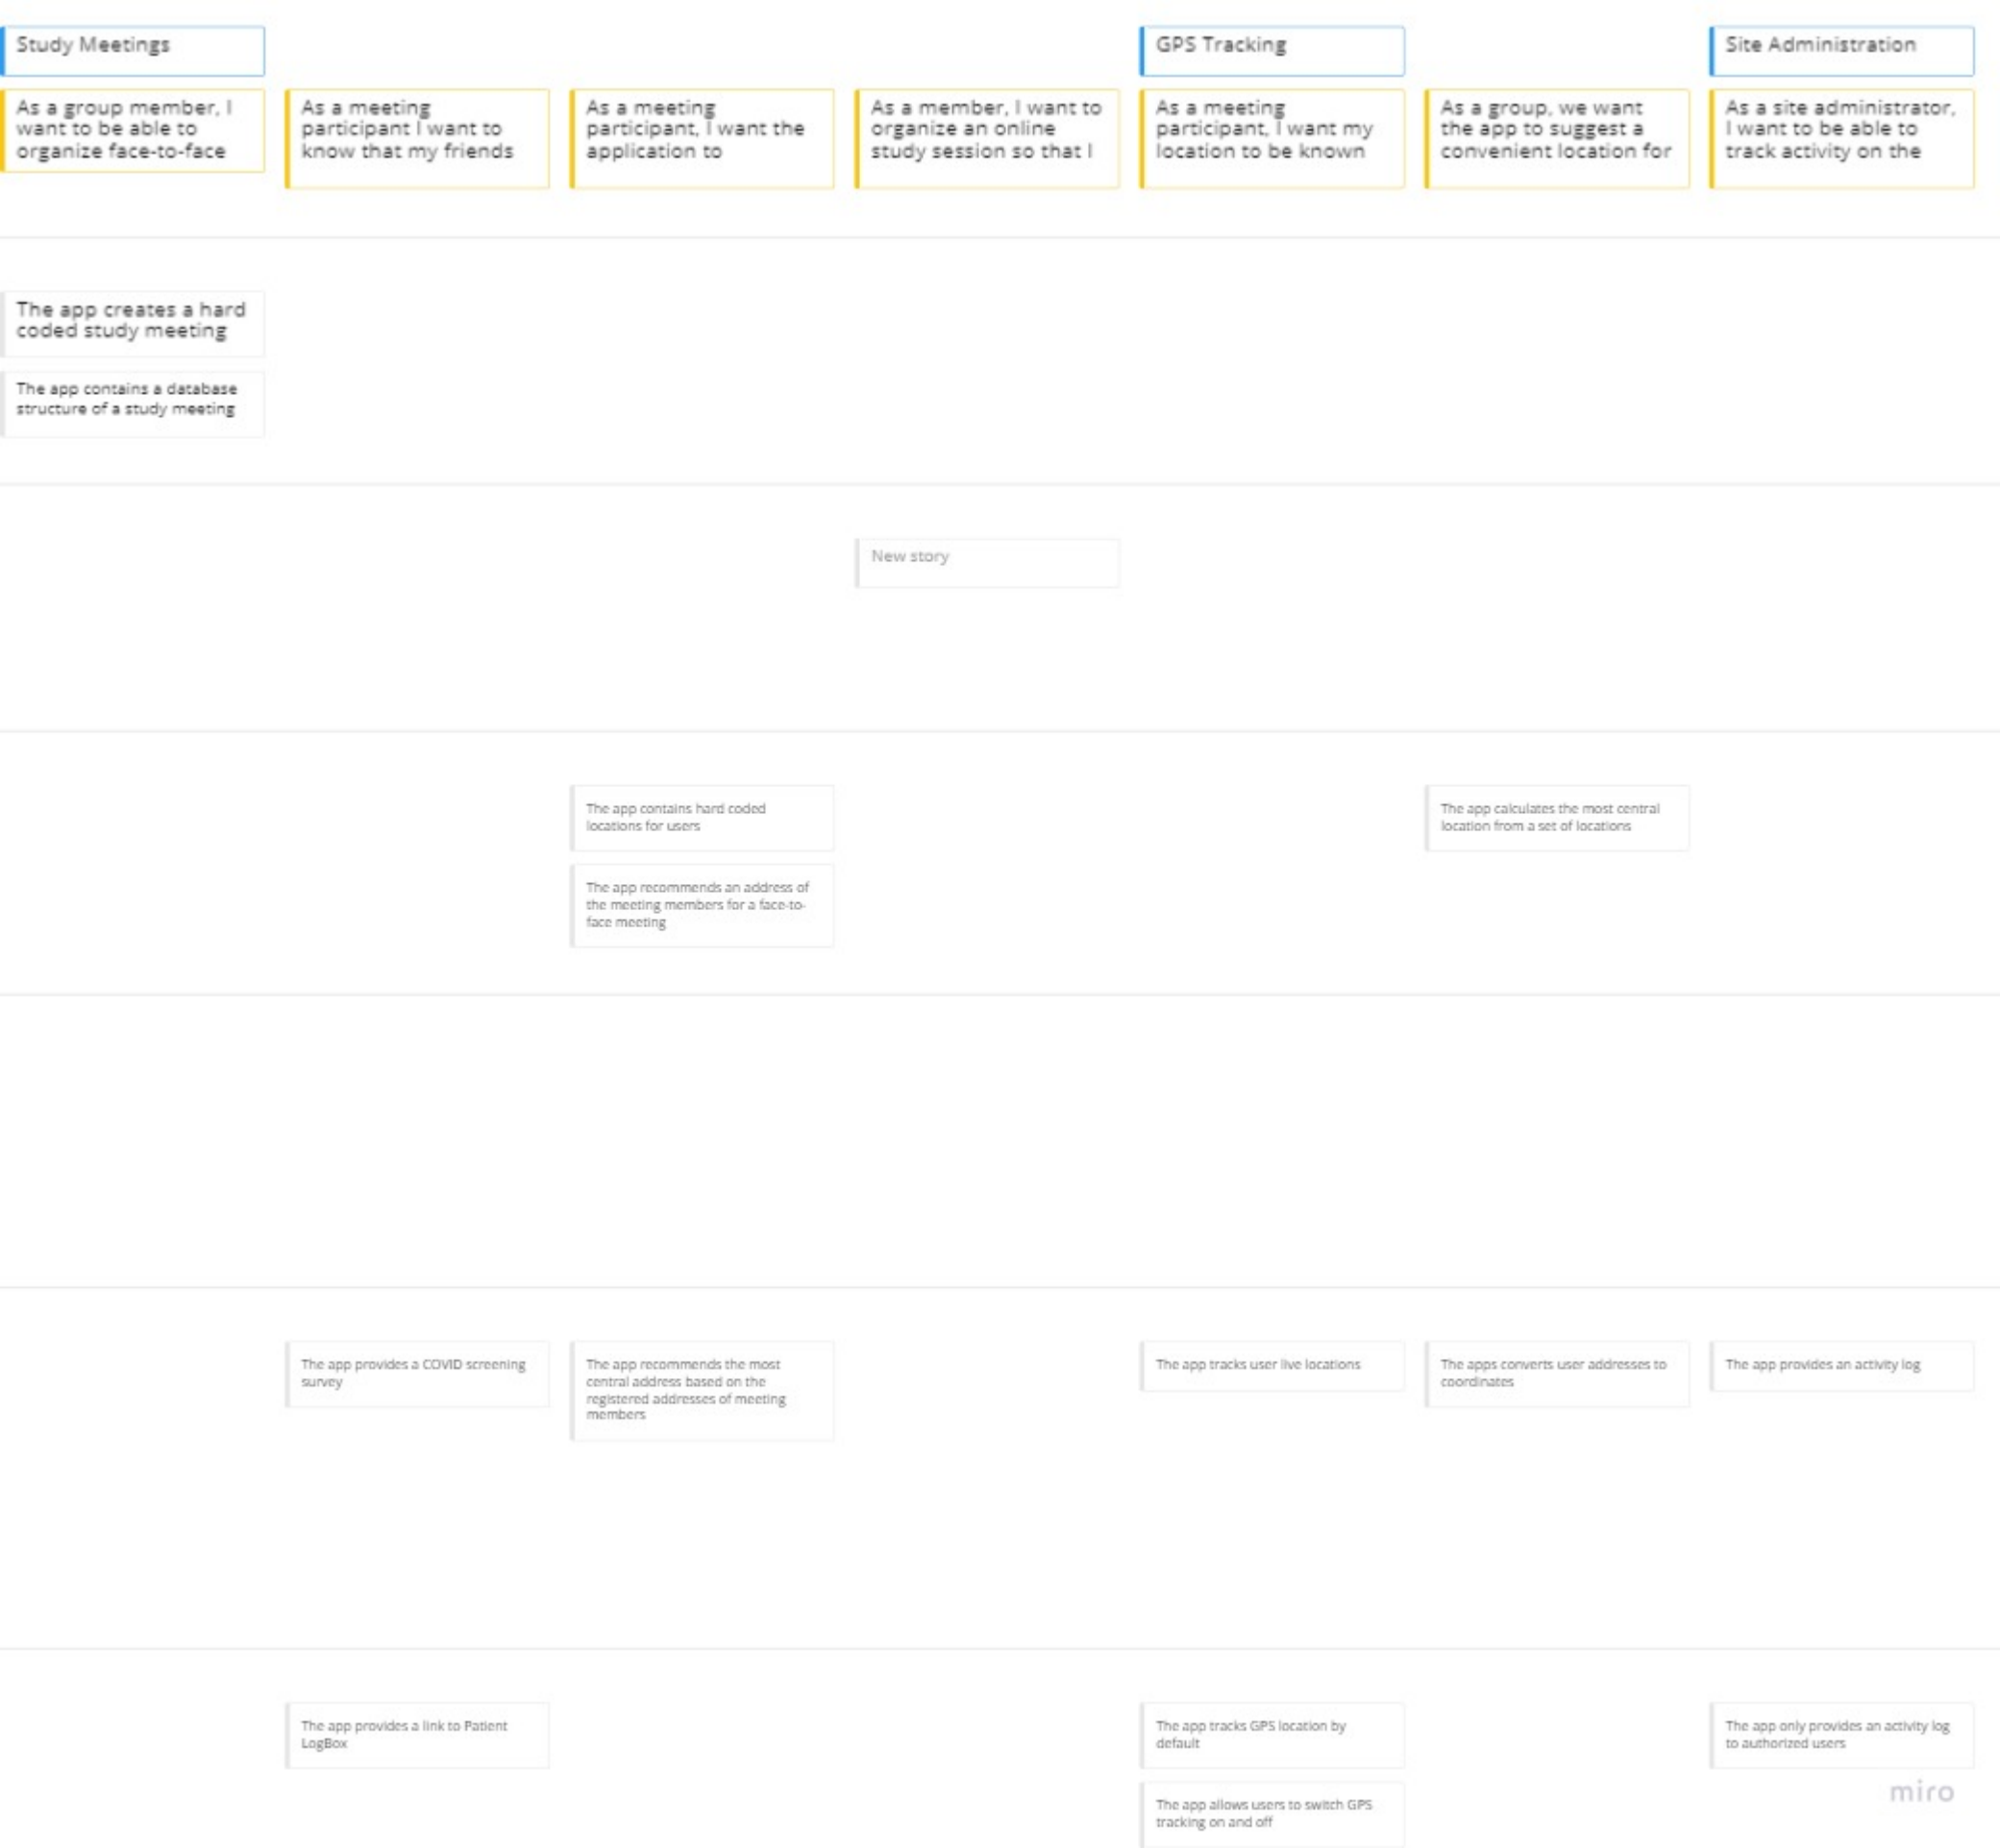 Study Meetings
GPS Tracking
Site Administration
As a group member, I
want to be able to
organize face-to-face
As a meeting
participant I want to
know that my friends
As a meeting
participant, I want the
application to
As a member, I want to
organize an online
study session so that I
As a meeting
participant, I want my
location to be known
As a group, we want
the app to suggest a
convenient location for
As a site administrator,
I want to be able to
track activity on the
The app creates a hard
coded study meeting
The app contains a database
structure of a study meeting
New story
The app contains hard coded
locations for users
The app recommends an address of
the meeting members for a face-to-
face meeting
The app calculates the most central
location from a set of locations
The app provides a COVID screening
survey
The app recommends the most
central address based on the
registered addresses of meeting
members
The app tracks user live locations
The apps converts user addresses to
coordinates
The app provides an activity log
The app provides a link to Patient
LogBox
The app tracks GPS location by
default
The app allows users to switch GPS
tracking on and off
The app only provides an activity log
to authorized users
miro